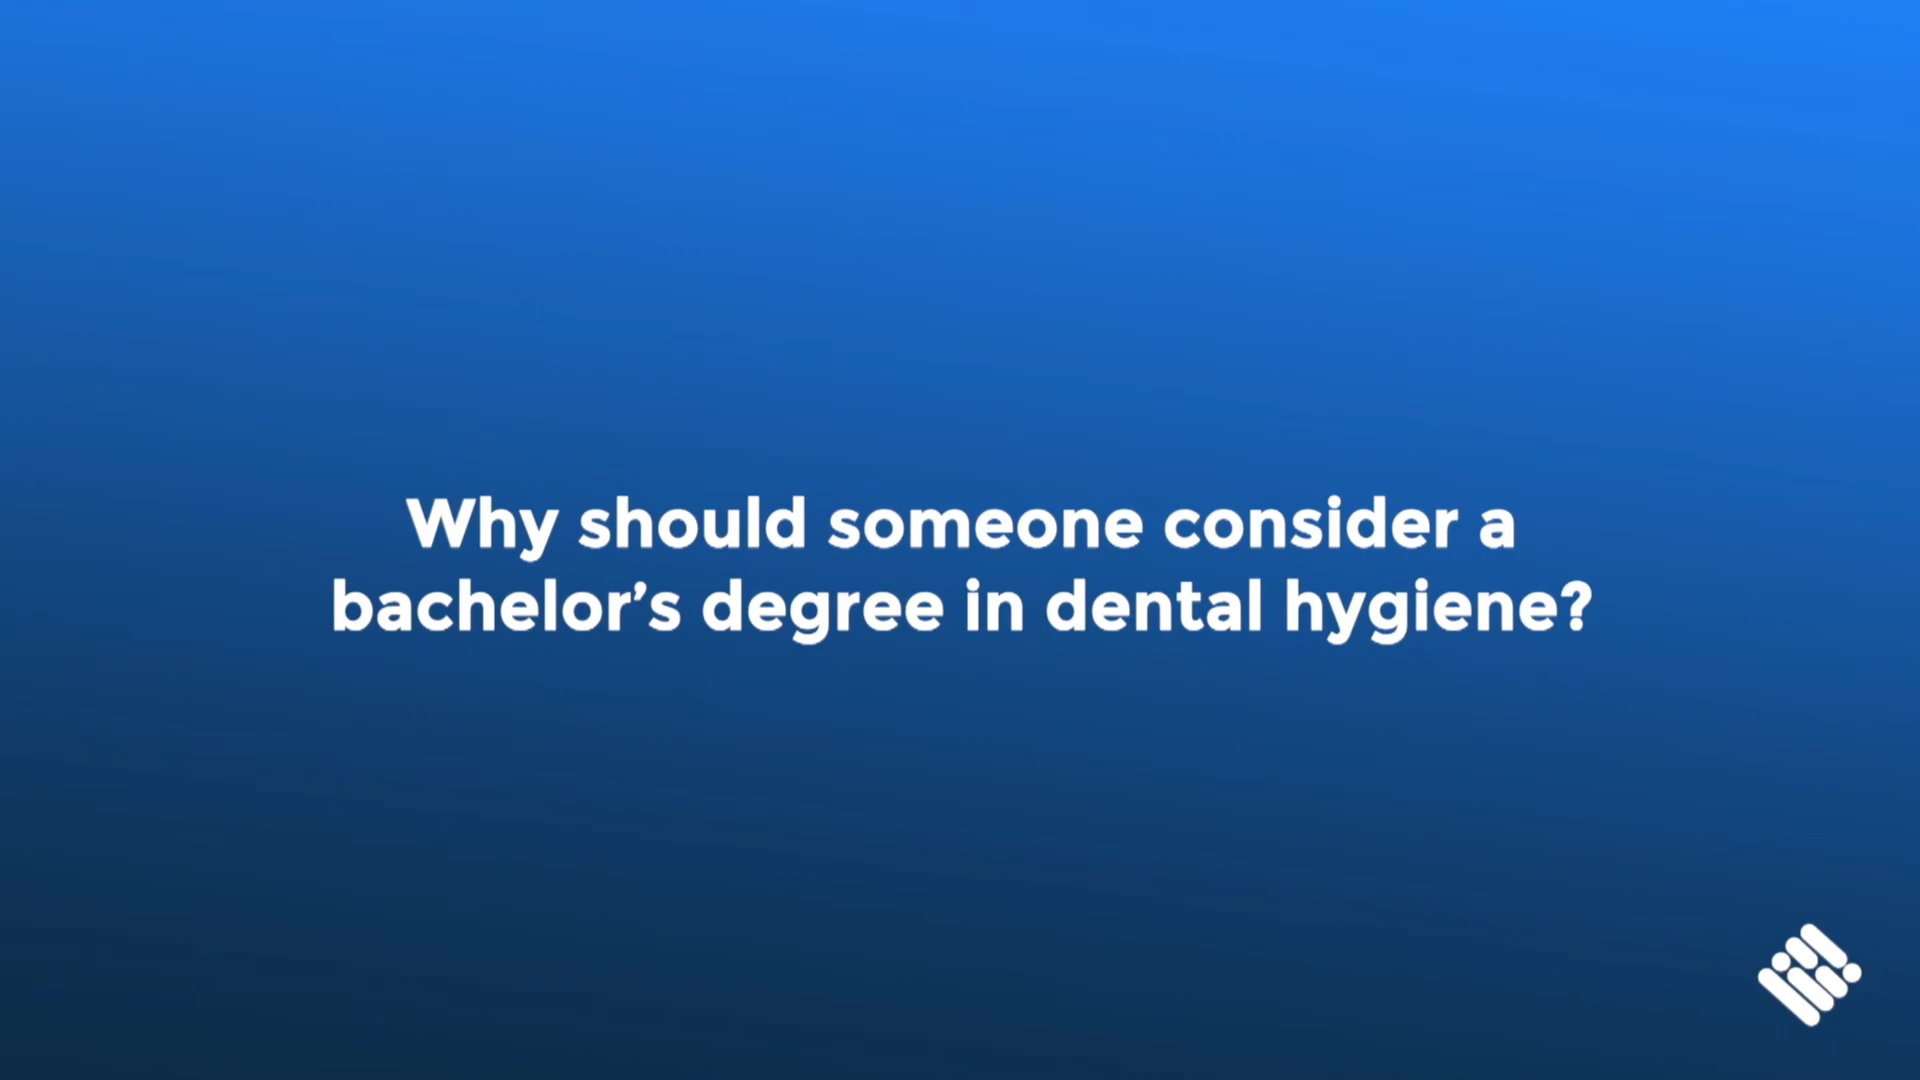 Why should someone consider a
bachelor’s degree in dental hygiene?